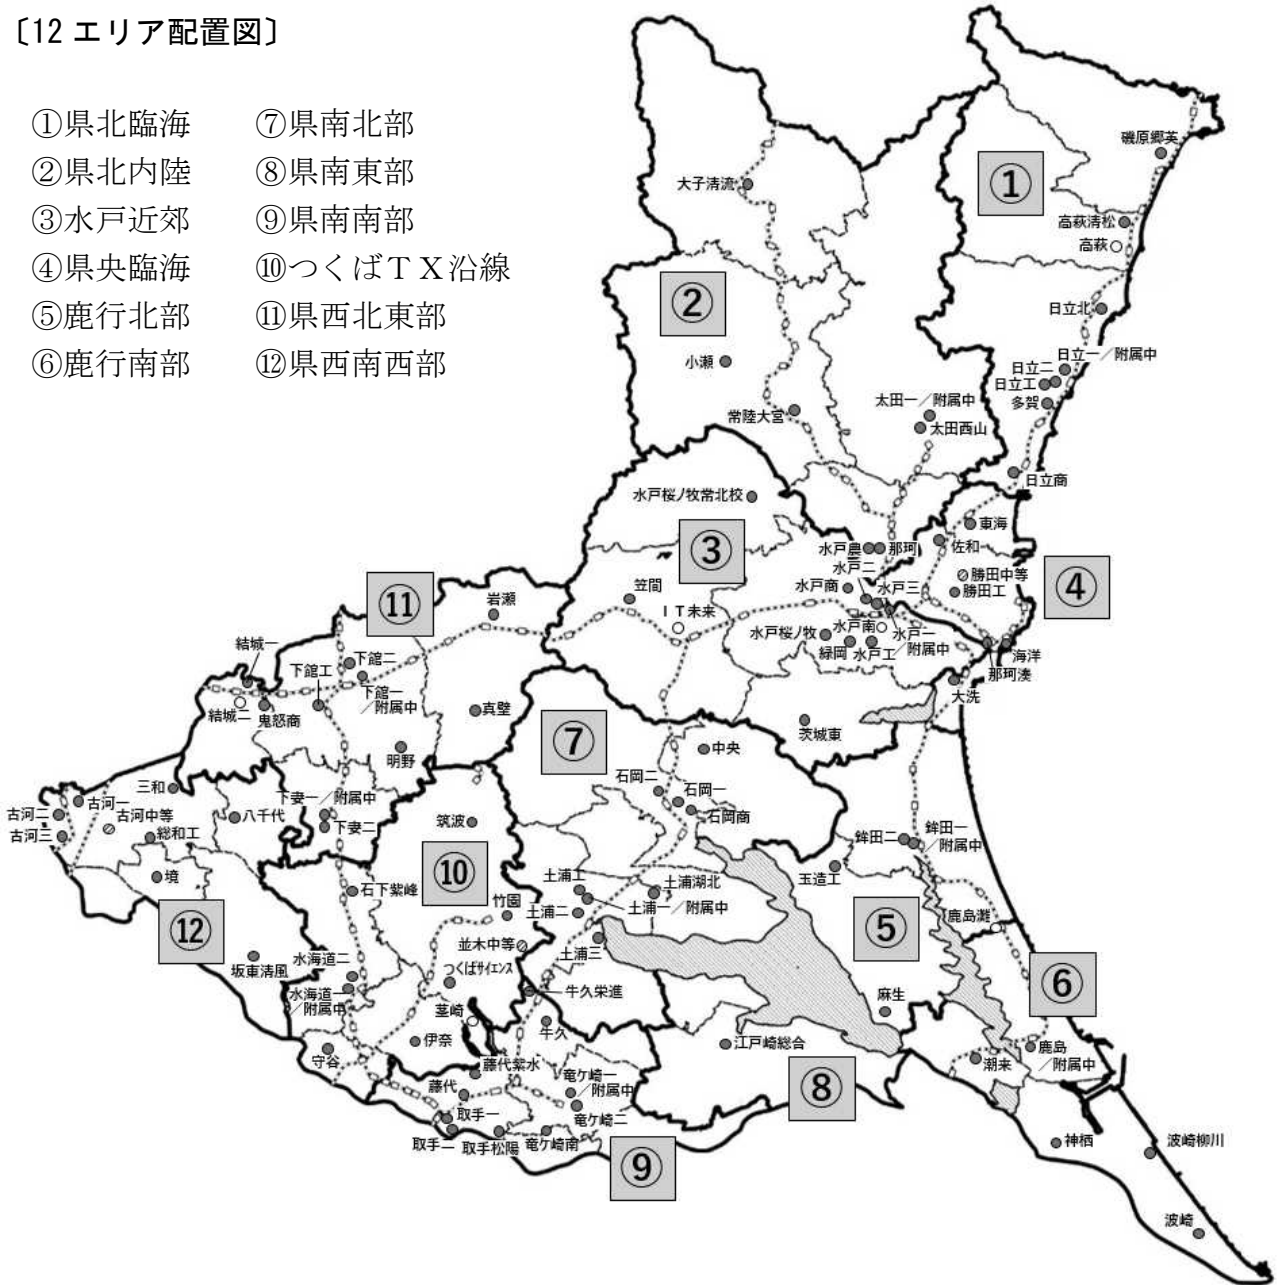 〔12 エリア配置図〕
①県北臨海 ⑦県南北部
②県北内陸 ⑧県南東部
③水戸近郊 ⑨県南南部
④県央臨海 ⑩つくばＴＸ沿線
⑤鹿行北部 ⑪県西北東部
⑥鹿行南部 ⑫県西南西部
磯原郷英
①
大子清流
高萩清松
高萩
②
日立北
小瀬
日立一／附属中
日立二
日立工
多賀
太田一／附属中
常陸大宮
太田西山
日立商
水戸桜ノ牧常北校
東海
③
水戸農
那珂
佐和
水戸二
勝田中等
④
水戸商
水戸三
勝田工
⑪
岩瀬
笠間
ＩＴ未来
水戸南
水戸桜ノ牧
緑岡
水戸工
水戸一
／附属中
海洋
那珂湊
結城一
下館二
下館工
下館一
／附属中
大洗
結城二
鬼怒商
真壁
茨城東
⑦
中央
明野
石岡二
石岡一
石岡商
三和
下妻一／附属中
古河一
古河二
古河中等
八千代
下妻二
筑波
古河三
総和工
鉾田二
鉾田一
／附属中
境
⑩
玉造工
石下紫峰
土浦工
土浦湖北
土浦一／附属中
竹園
土浦二
⑤
鹿島灘
⑫
並木中等
土浦三
坂東清風
水海道二
つくばサイエンス
⑥
水海道一
／附属中
牛久栄進
麻生
茎崎
伊奈
牛久
江戸崎総合
守谷
藤代紫水
潮来
鹿島
／附属中
藤代
竜ケ崎一
／附属中
⑧
取手一
竜ケ崎二
取手二
取手松陽
竜ケ崎南
⑨
神栖
波崎柳川
波崎